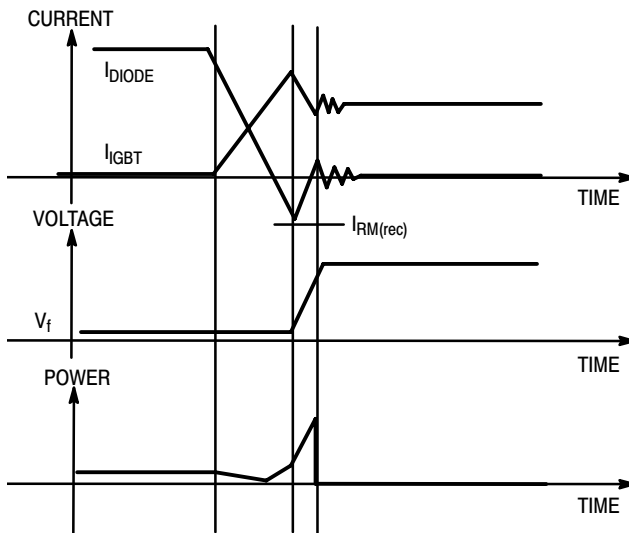 CURRENT
I_DIODE
I_IGBT
TIME
VOLTAGE
I_RM(rec)
V_f
TIME
POWER
TIME